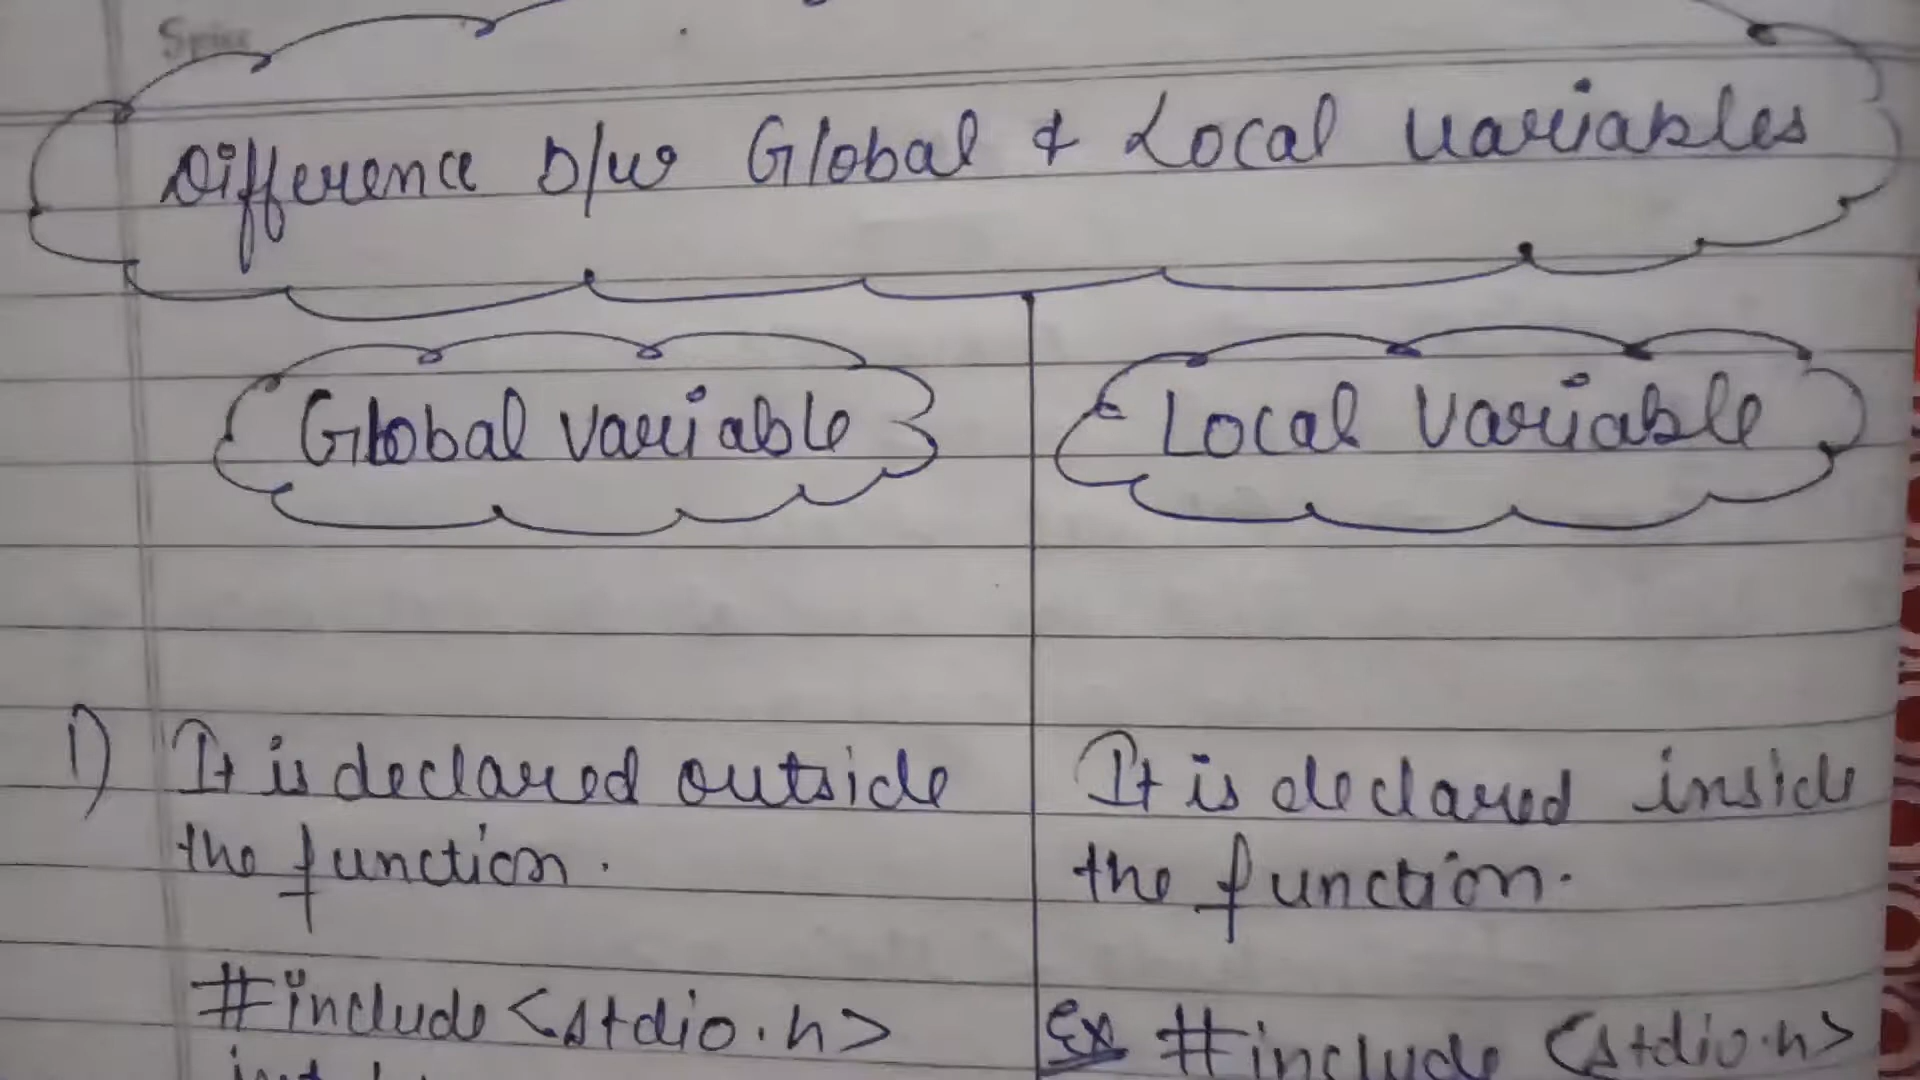 Difference b/w Global & Local variables
Global variable
Local variable
1) It is declared outside
the function.
#include <stdio.h>
It is declared inside
the function.
Ex #include <stdio.h>